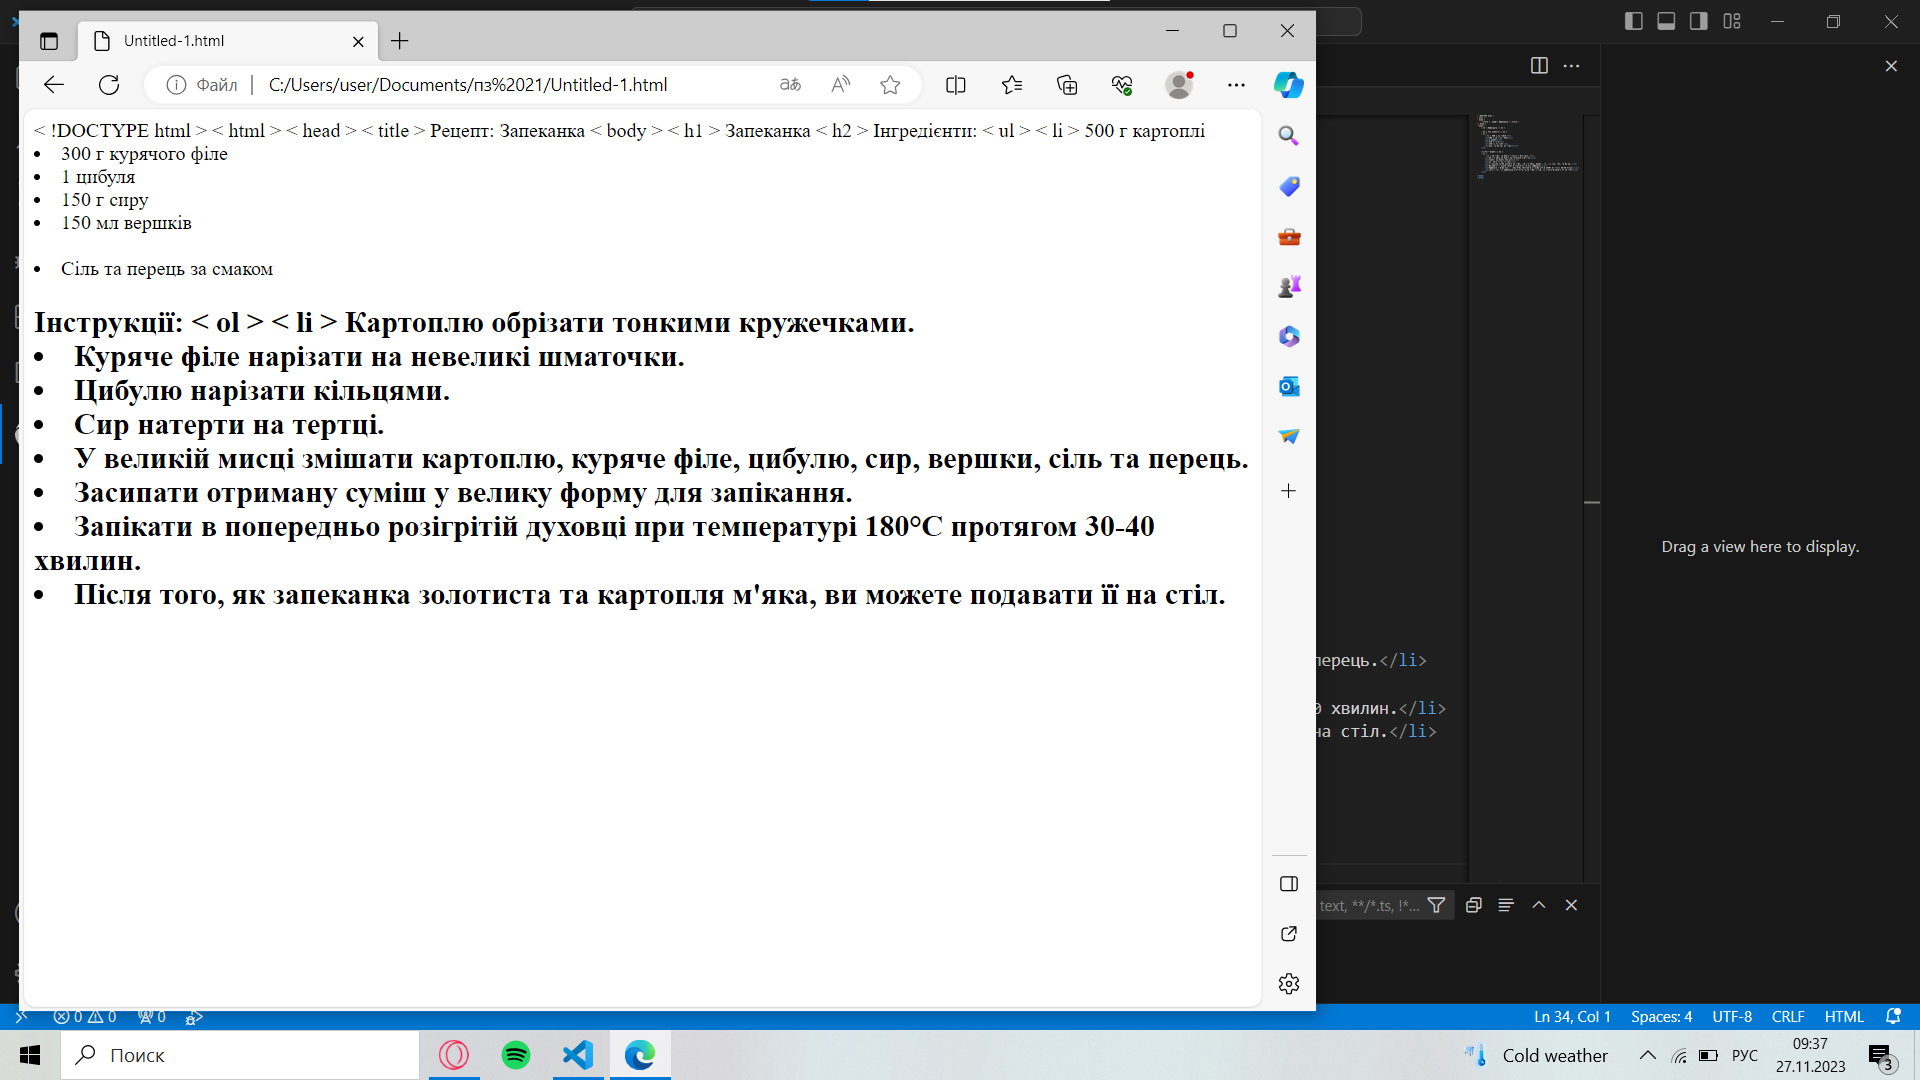 Untitled-1.html
Файл
C:/Users/user/Documents/пз%2021/Untitled-1.html
< !DOCTYPE html > < html > < head > < title > Рецепт: Запеканка < body > < h1 > Запеканка < h2 > Інгредієнти: < ul > < li > 500 г картоплі
• 300 г курячого філе
• 1 цибуля
• 150 г сиру
• 150 мл вершків
• Сіль та перець за смаком
Інструкції: < ol > < li > Картоплю обрізати тонкими кружечками.
• Куряче філе нарізати на невеликі шматочки.
• Цибулю нарізати кільцями.
• Сир натерти на тертці.
• У великій мисці змішати картоплю, куряче філе, цибулю, сир, вершки, сіль та перець.
• Засипати отриману суміш у велику форму для запікання.
• Запікати в попередньо розігрітій духовці при температурі 180°C протягом 30-40
хвилин.
• Після того, як запеканка золотиста та картопля м'яка, ви можете подавати її на стіл.
Drag a view here to display.
перець.</li>
0 хвилин.</li>
на стіл.</li>
text, **/*.ts, !*...
0 0 0
Ln 34, Col 1 Spaces: 4 UTF-8 CRLF HTML
Поиск
Cold weather
РУС
09:37
27.11.2023
3